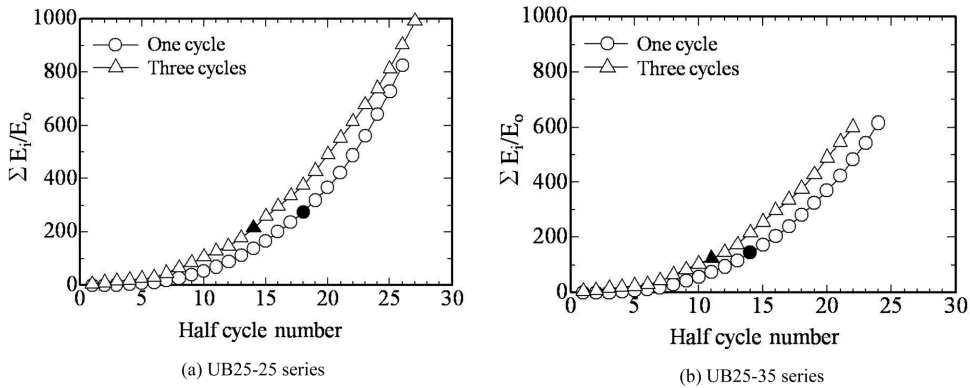 1000
800
600
400
200
0
Σ Ei/Eo
One cycle
Three cycles
0 5 10 15 20 25 30
Half cycle number
(a) UB25-25 series
1000
800
600
400
200
0
Σ Ei/Eo
One cycle
Three cycles
0 5 10 15 20 25 30
Half cycle number
(b) UB25-35 series